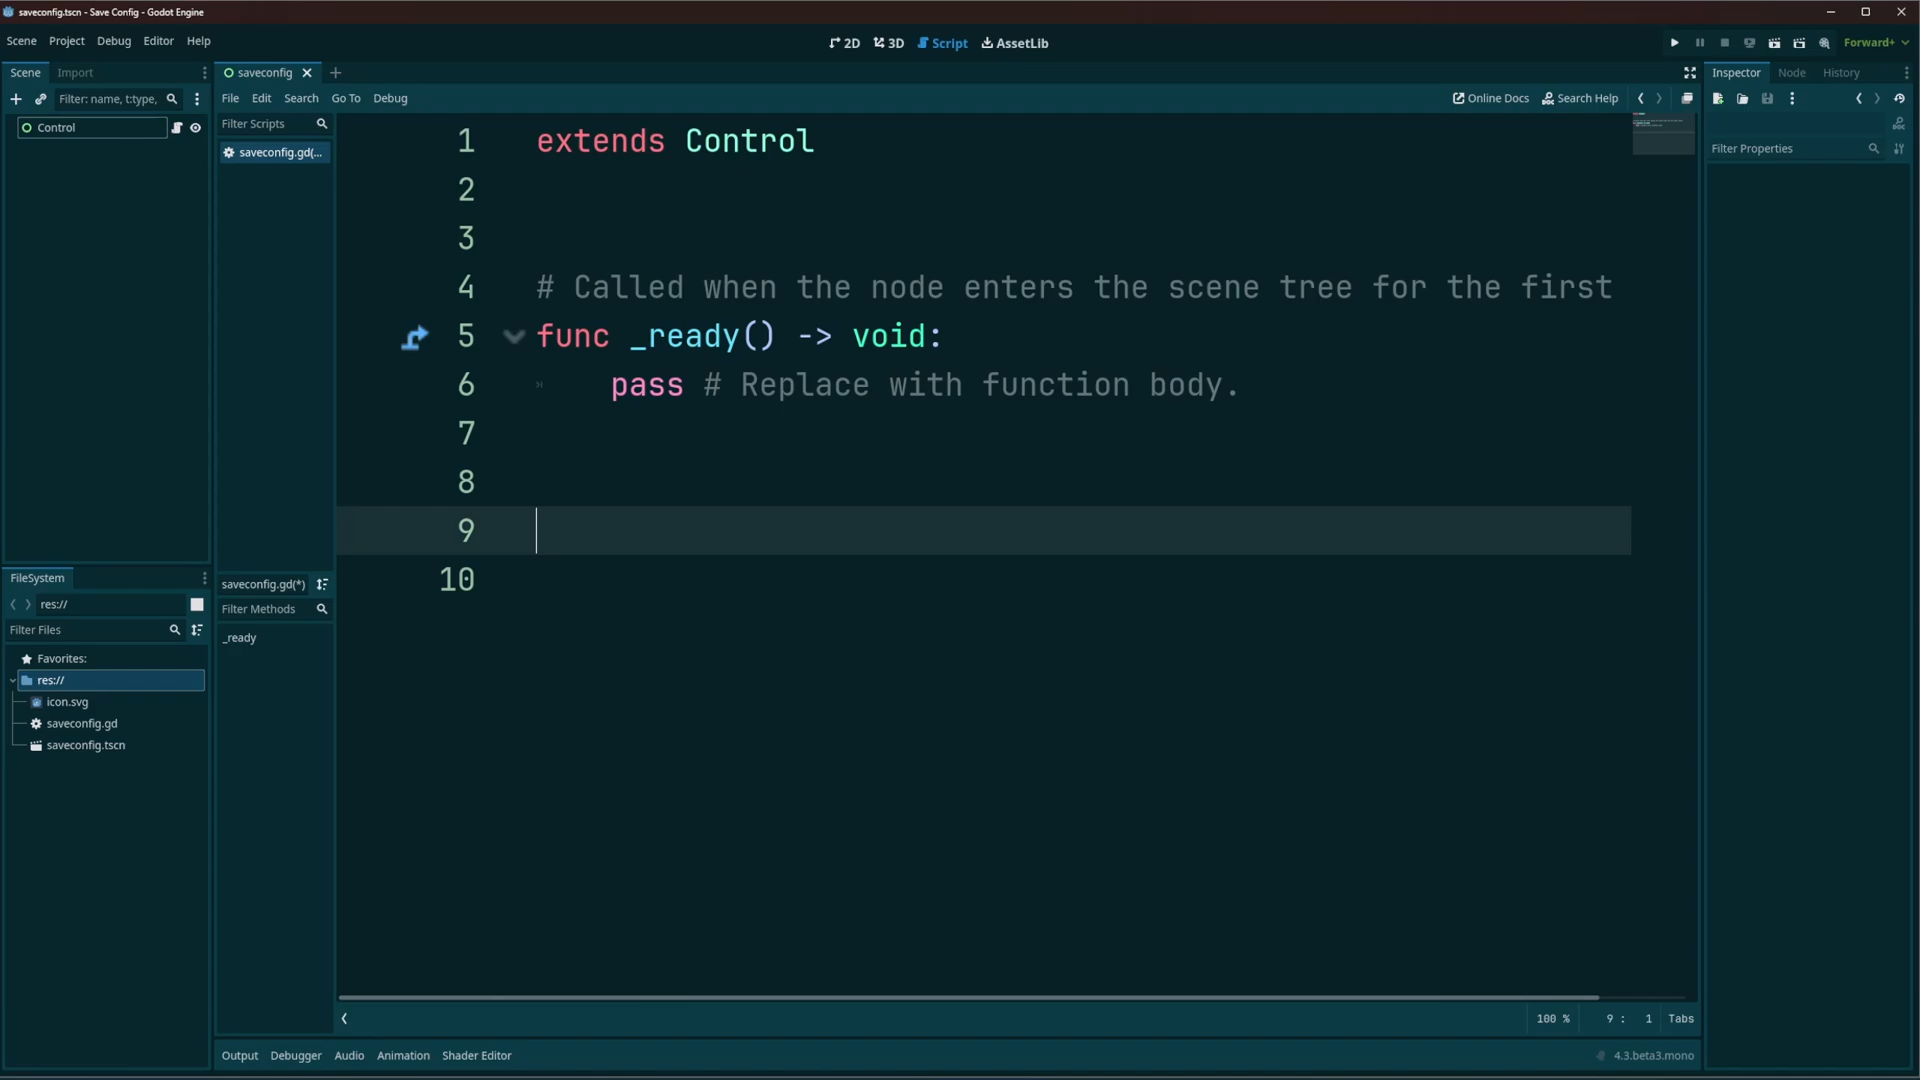 saveconfig.tscn - Save Config - Godot Engine
Scene Project Debug Editor Help
2D 3D Script AssetLib
Forward+
Scene Import
saveconfig
Inspector Node History
Filter: name, t:type,
File Edit Search Go To Debug
Online Docs Search Help
Control
Filter Scripts
saveconfig.gd(...
Filter Properties
1 extends Control
2
3
4 # Called when the node enters the scene tree for the first
5 func _ready() -> void:
6 pass # Replace with function body.
7
8
9
10
FileSystem
res://
Filter Files
Favorites:
res://
icon.svg
saveconfig.gd
saveconfig.tscn
saveconfig.gd(*)
Filter Methods
_ready
100 % 9 : 1 Tabs
Output Debugger Audio Animation Shader Editor
4.3.beta3.mono